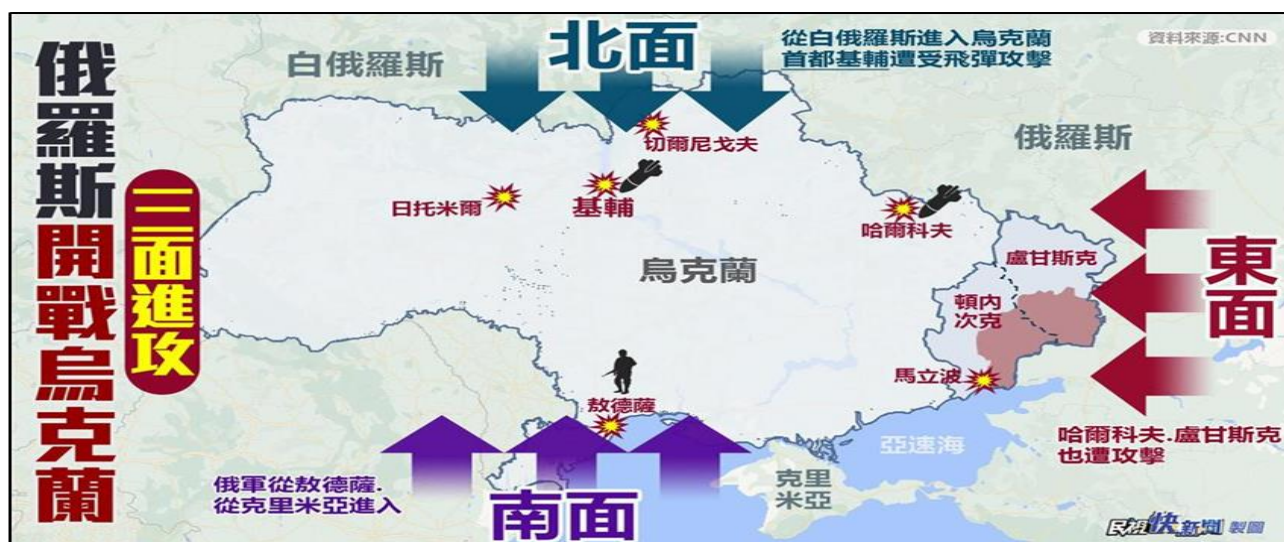 俄羅斯開戰烏克蘭
三面進攻
北面
從白俄羅斯進入烏克蘭
首都基輔遭受飛彈攻擊
資料來源:CNN
白俄羅斯
俄羅斯
切爾尼戈夫
日托米爾
基輔
哈爾科夫
烏克蘭
盧甘斯克
頓內
次克
東面
馬立波
敖德薩
亞速海
哈爾科夫.盧甘斯克
也遭攻擊
克里
米亞
俄軍從敖德薩.
從克里米亞進入
南面
民視快新聞 製圖